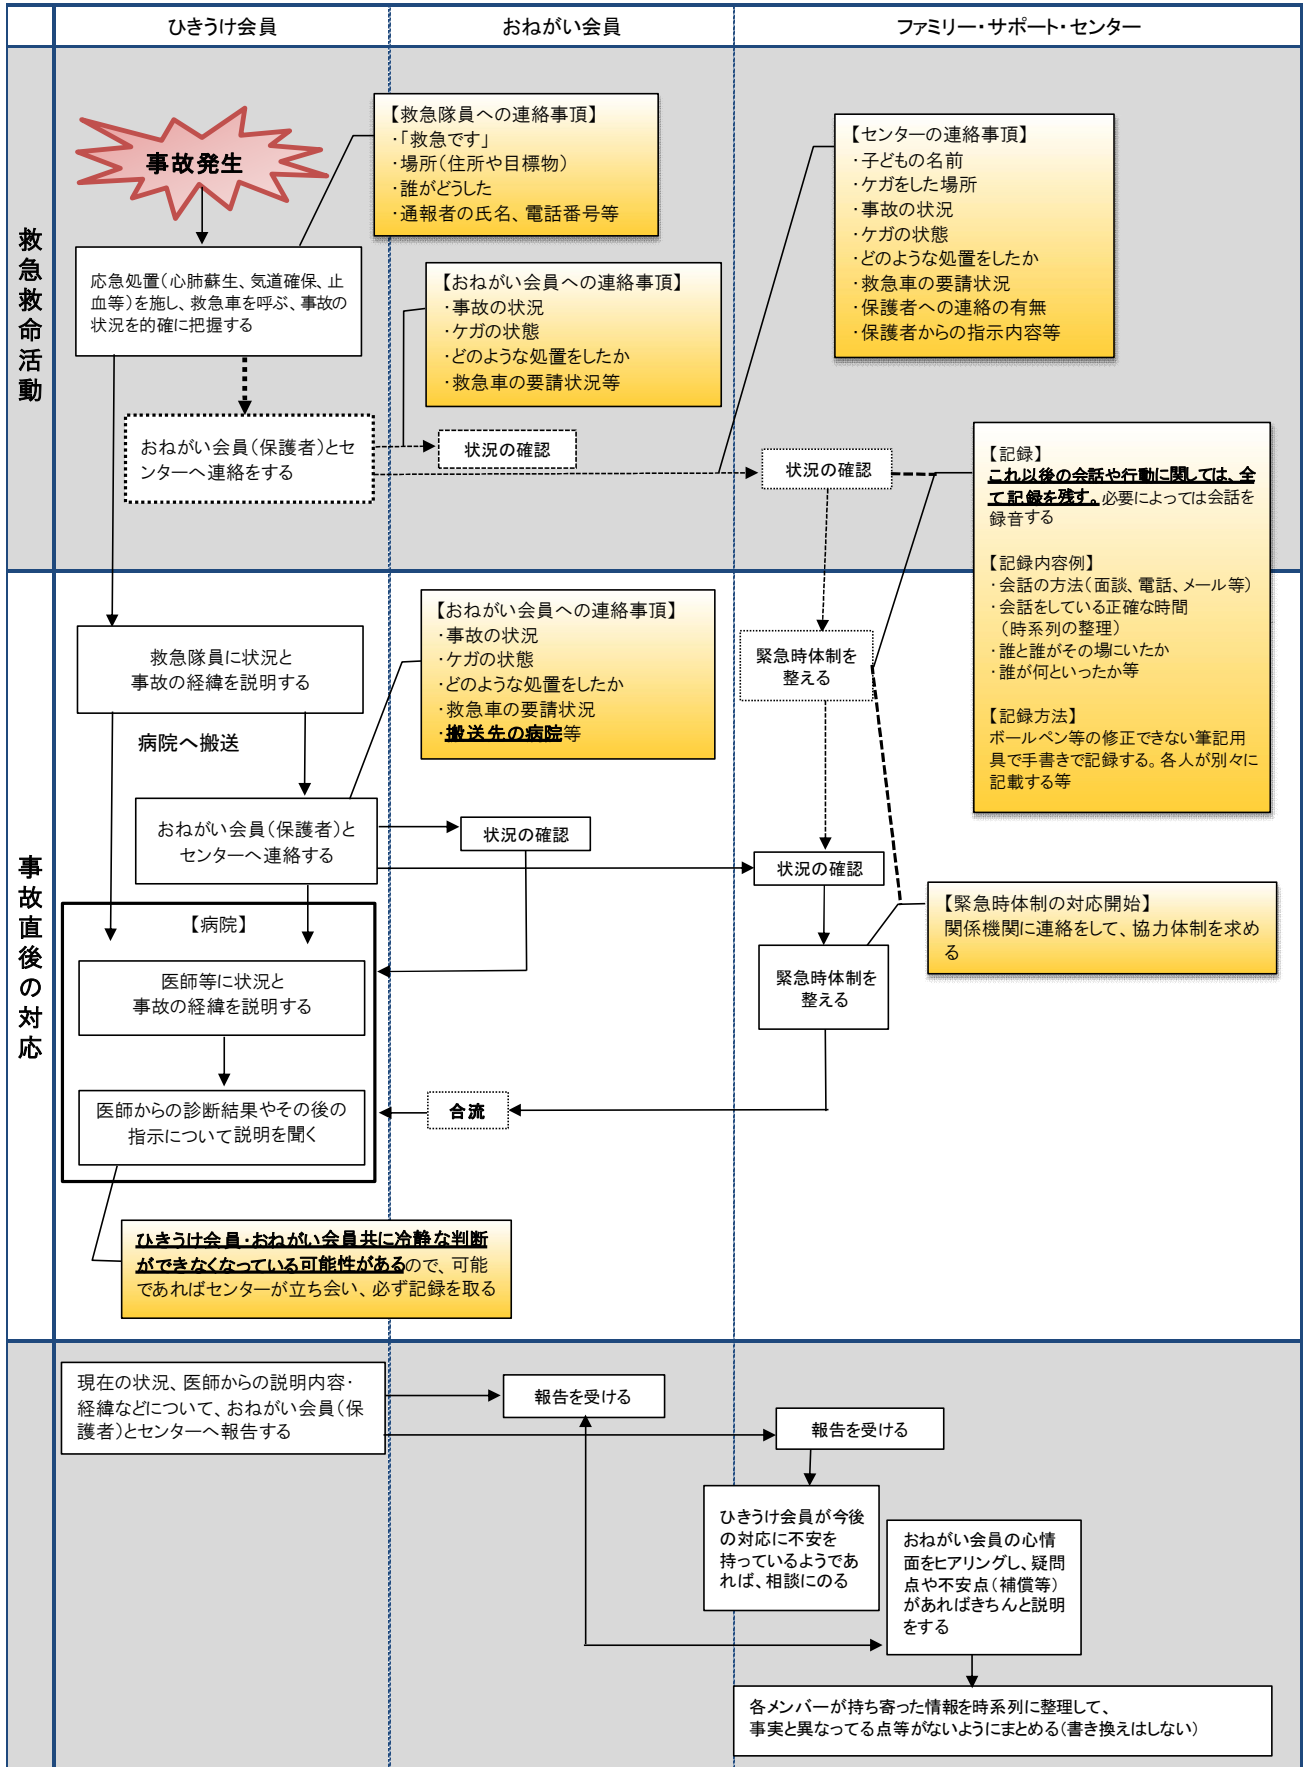 ひきうけ会員
おねがい会員
ファミリー・サポート・センター
救急救命活動
事故発生
【救急隊員への連絡事項】
・「救急です」
・場所（住所や目標物）
・誰がどうした
・通報者の氏名、電話番号等
【センターの連絡事項】
・子どもの名前
・ケガをした場所
・事故の状況
・ケガの状態
・どのような処置をしたか
・救急車の要請状況
・保護者への連絡の有無
・保護者からの指示内容等
応急処置（心肺蘇生、気道確保、止
血等）を施し、救急車を呼ぶ、事故の
状況を的確に把握する
【おねがい会員への連絡事項】
・事故の状況
・ケガの状態
・どのような処置をしたか
・救急車の要請状況等
おねがい会員（保護者）とセ
ンターへ連絡をする
状況の確認
状況の確認
【記録】
これ以後の会話や行動に関しては、全
て記録を残す。必要によっては会話を
録音する
【記録内容例】
・会話の方法（面談、電話、メール等）
・会話をしている正確な時間
（時系列の整理）
・誰と誰がその場にいたか
・誰が何といったか等
【記録方法】
ボールペン等の修正できない筆記用
具で手書きで記録する。各人が別々に
記載する等
事故直後の対応
救急隊員に状況と
事故の経緯を説明する
病院へ搬送
【おねがい会員への連絡事項】
・事故の状況
・ケガの状態
・どのような処置をしたか
・救急車の要請状況
・搬送先の病院等
緊急時体制を
整える
おねがい会員（保護者）と
センターへ連絡する
状況の確認
状況の確認
【緊急時体制の対応開始】
関係機関に連絡をして、協力体制を求め
る
【病院】
医師等に状況と
事故の経緯を説明する
緊急時体制を
整える
医師からの診断結果やその後の
指示について説明を聞く
合流
ひきうけ会員・おねがい会員共に冷静な判断
ができなくなっている可能性があるので、可能
であればセンターが立ち会い、必ず記録を取る
現在の状況、医師からの説明内容・
経緯などについて、おねがい会員（保
護者）とセンターへ報告する
報告を受ける
報告を受ける
ひきうけ会員が今後
の対応に不安を
持っているようであ
れば、相談にのる
おねがい会員の心情
面をヒアリングし、疑問
点や不安点（補償等）
があればきちんと説明
をする
各メンバーが持ち寄った情報を時系列に整理して、
事実と異なってる点等がないようにまとめる（書き換えはしない）